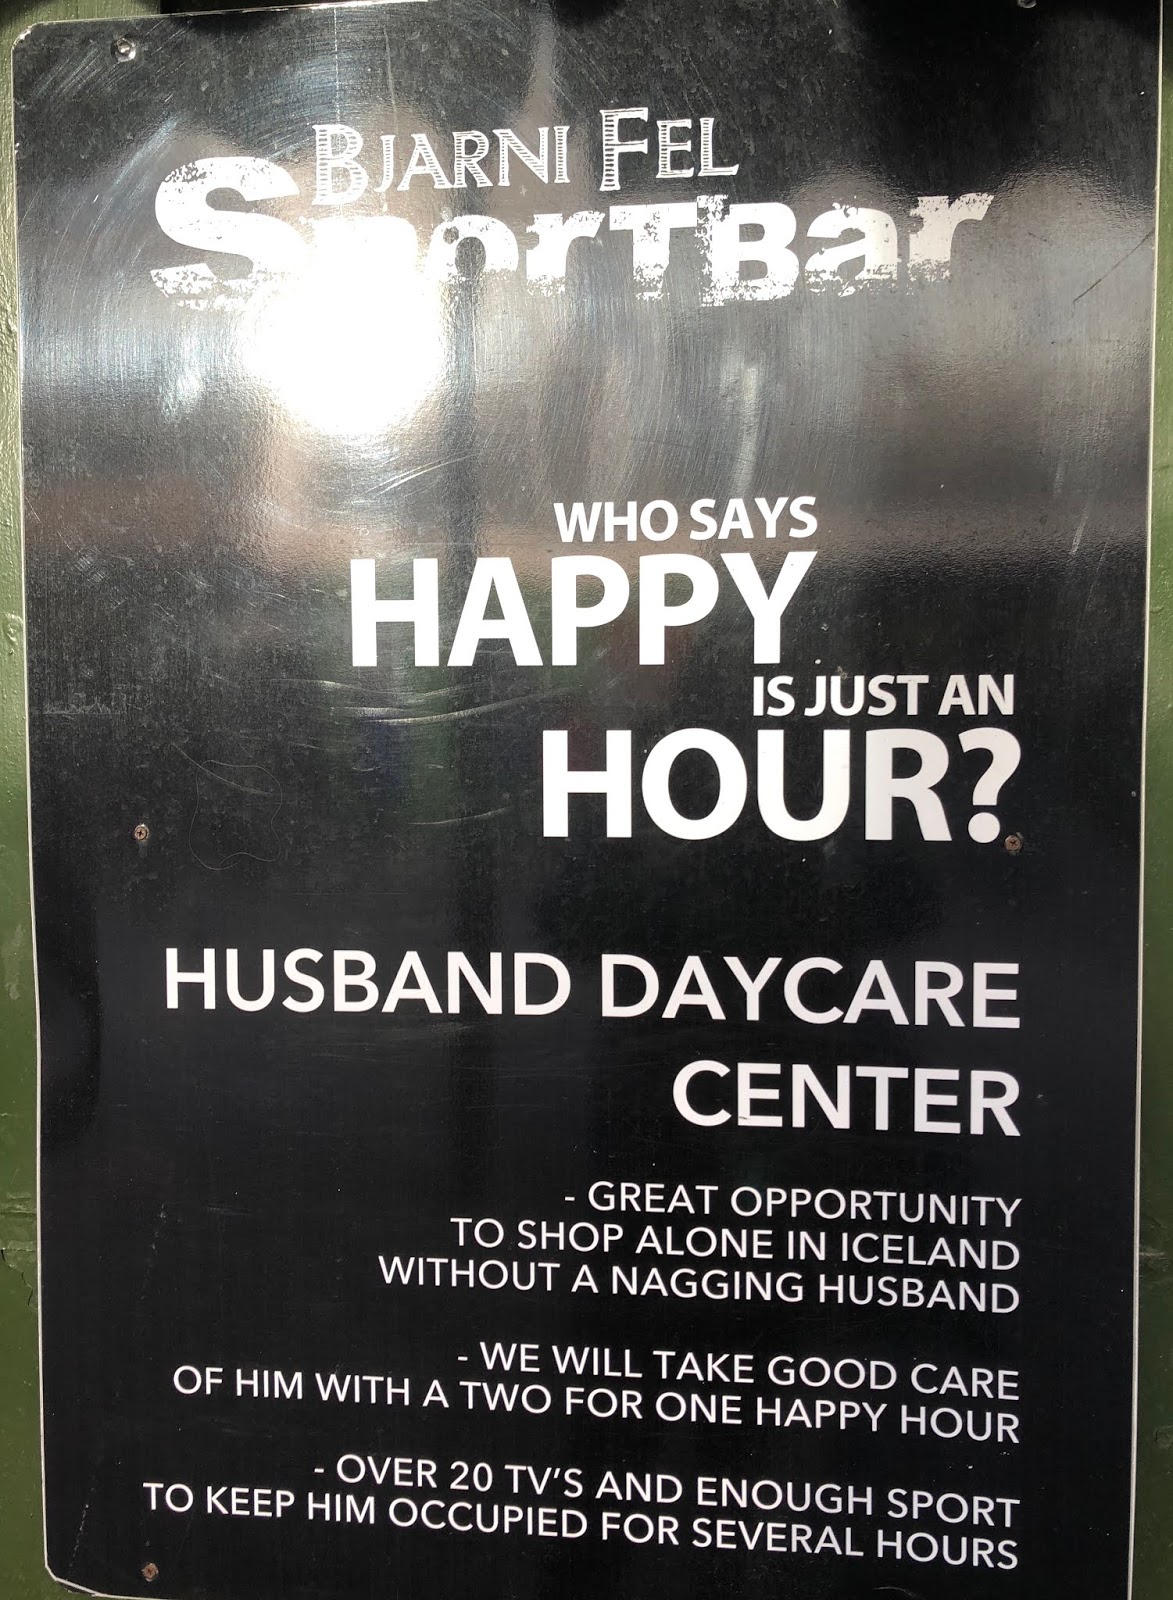 BJARNI FEL
SPORTBAR
WHO SAYS
HAPPY
IS JUST AN
HOUR?
HUSBAND DAYCARE
CENTER
- GREAT OPPORTUNITY
TO SHOP ALONE IN ICELAND
WITHOUT A NAGGING HUSBAND
- WE WILL TAKE GOOD CARE
OF HIM WITH A TWO FOR ONE HAPPY HOUR
- OVER 20 TV'S AND ENOUGH SPORT
TO KEEP HIM OCCUPIED FOR SEVERAL HOURS